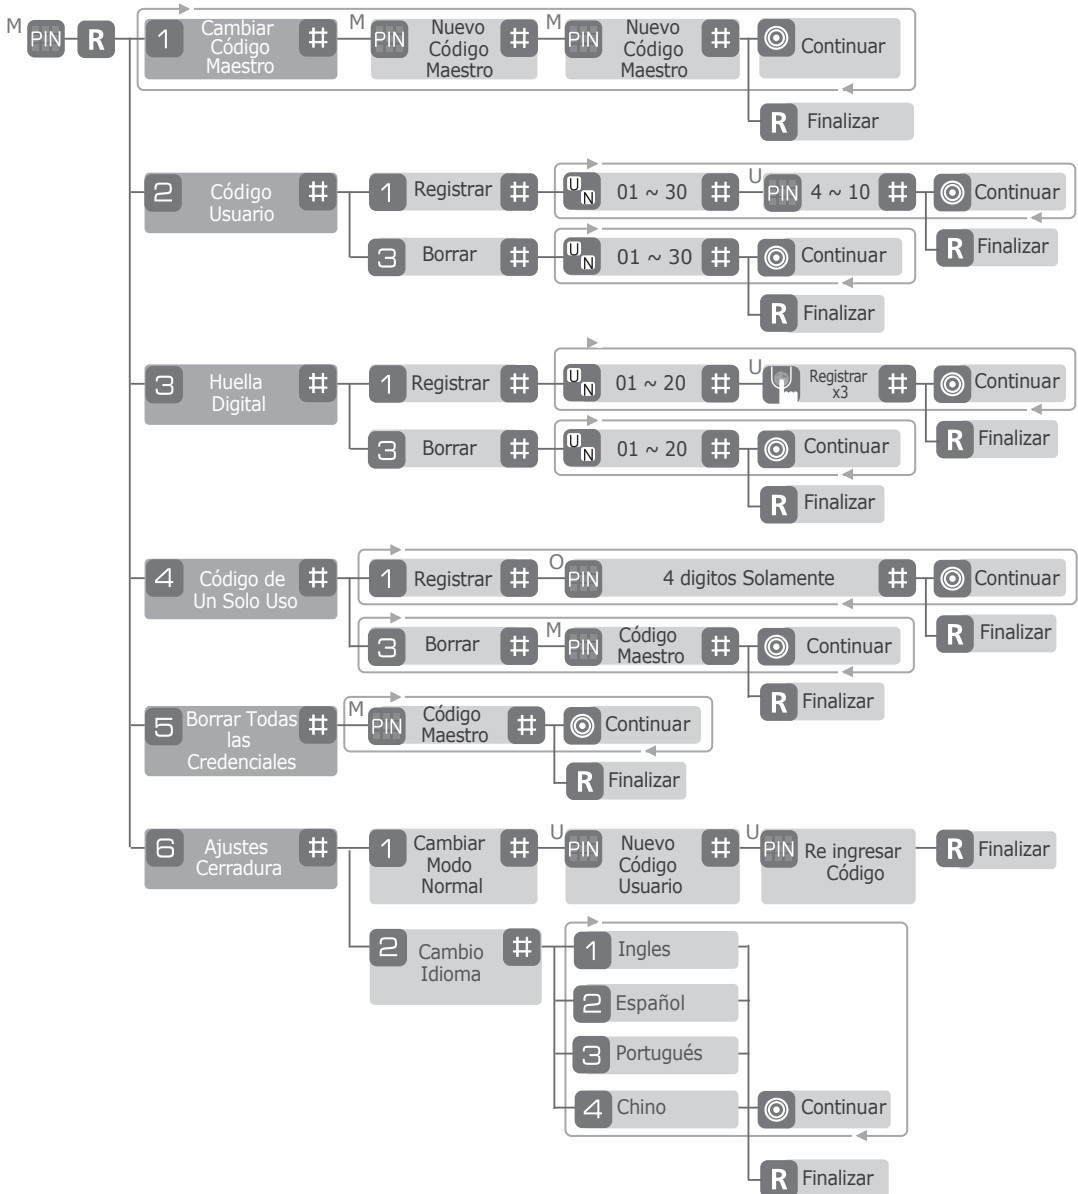 M PIN R 1 Cambiar Código Maestro # M PIN Nuevo Código Maestro # M PIN Nuevo Código Maestro # Continuar
R Finalizar
2 Código Usuario # 1 Registrar # UN 01 ~ 30 # U PIN 4 ~ 10 # Continuar
R Finalizar
3 Borrar # UN 01 ~ 30 # Continuar
R Finalizar
3 Huella Digital # 1 Registrar # UN 01 ~ 20 # U Registrar x3 # Continuar
R Finalizar
3 Borrar # UN 01 ~ 20 # Continuar
R Finalizar
4 Código de Un Solo Uso # 1 Registrar # O PIN 4 digitos Solamente # Continuar
R Finalizar
3 Borrar # M PIN Código Maestro # Continuar
R Finalizar
5 Borrar Todas las Credenciales # M PIN Código Maestro # Continuar
R Finalizar
6 Ajustes Cerradura # 1 Cambiar Modo Normal # U PIN Nuevo Código Usuario # U PIN Re ingresar Código R Finalizar
2 Cambio Idioma # 1 Ingles
2 Español
3 Portugués
4 Chino Continuar
R Finalizar